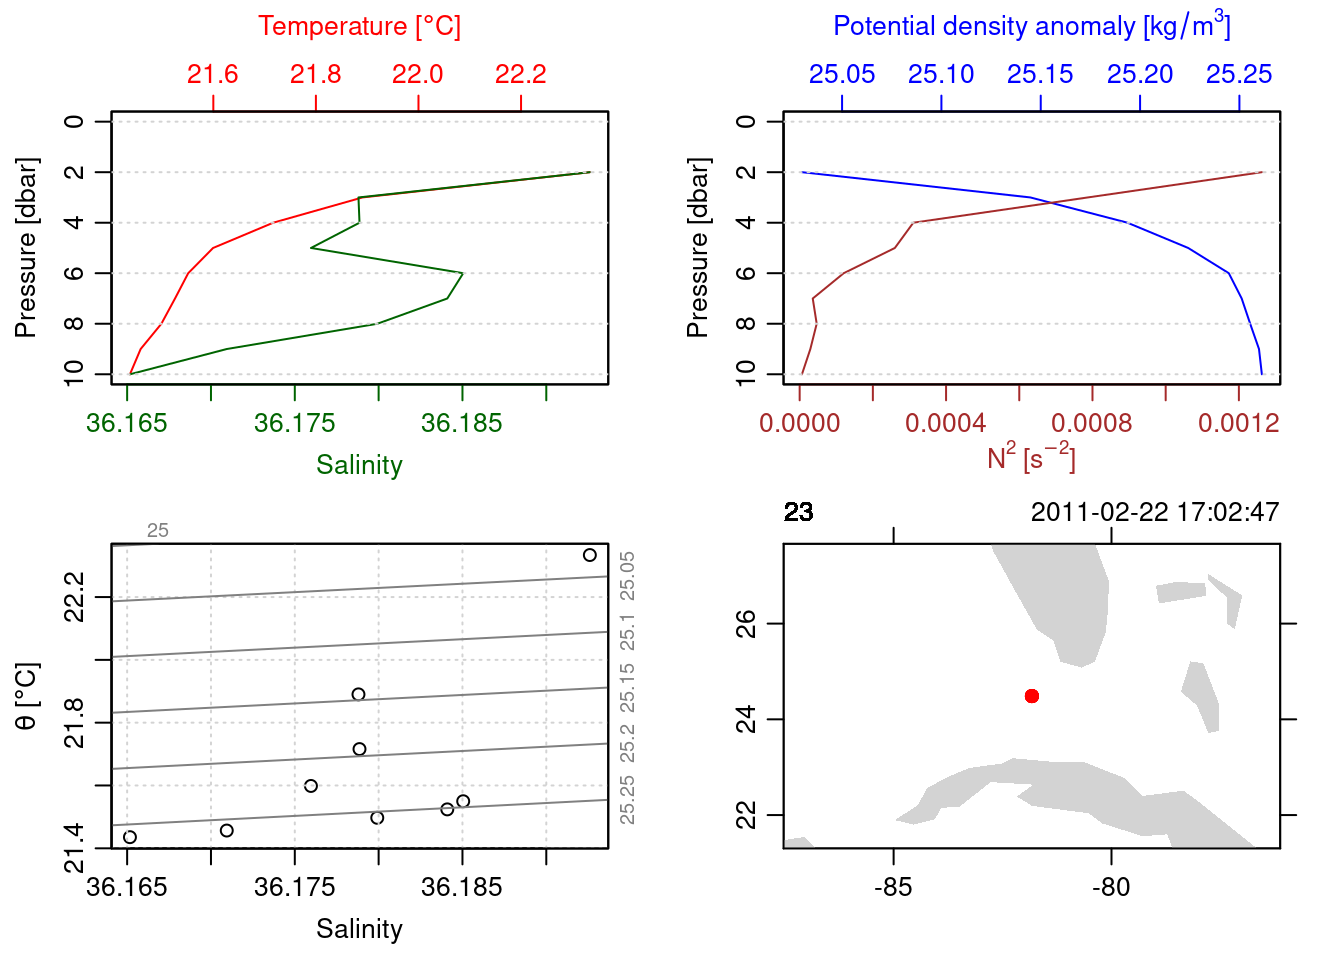 Temperature [°C]
21.6 21.8 22.0 22.2
Pressure [dbar]
0
2
4
6
8
10
36.165 36.175 36.185
Salinity
Potential density anomaly [kg/m³]
25.05 25.10 25.15 25.20 25.25
Pressure [dbar]
0
2
4
6
8
10
0.0000 0.0004 0.0008 0.0012
N² [s⁻²]
25
θ [°C]
22.2
21.8
21.4
25.05
25.1
25.15
25.2
25.25
36.165 36.175 36.185
Salinity
23 2011-02-22 17:02:47
26
24
22
-85 -80